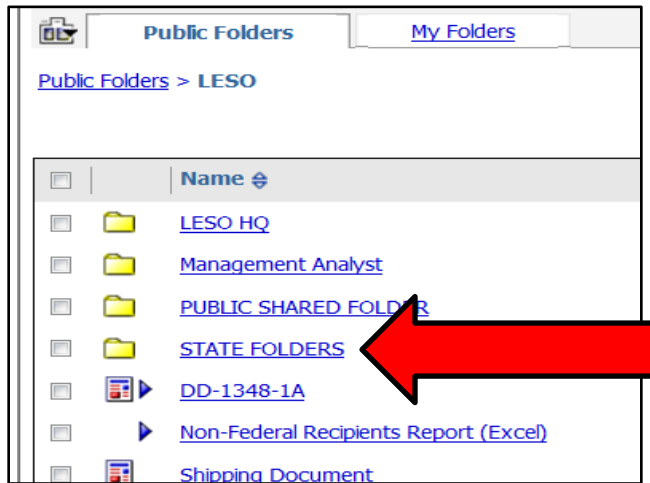 Public Folders My Folders
Public Folders > LESO
Name
LESO HQ
Management Analyst
PUBLIC SHARED FOLDER
STATE FOLDERS
DD-1348-1A
Non-Federal Recipients Report (Excel)
Shipping Document